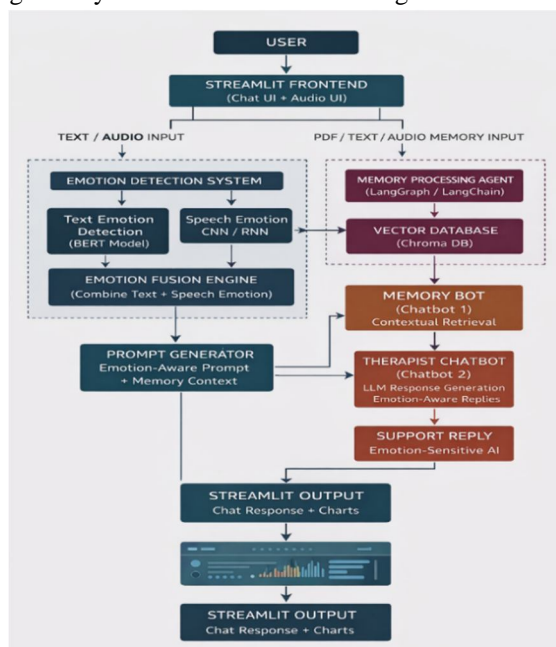 USER
STREAMLIT FRONTEND
(Chat UI + Audio UI)
TEXT / AUDIO INPUT
PDF / TEXT / AUDIO MEMORY INPUT
EMOTION DETECTION SYSTEM
Text Emotion
Detection
(BERT Model)
Speech Emotion
CNN / RNN
EMOTION FUSION ENGINE
(Combine Text + Speech Emotion)
MEMORY PROCESSING AGENT
(LangGraph / LangChain)
VECTOR DATABASE
(Chroma DB)
MEMORY BOT
(Chatbot 1)
Contextual Retrieval
PROMPT GENERATOR
Emotion-Aware Prompt
+ Memory Context
THERAPIST CHATBOT
(Chatbot 2)
LLM Response Generation
Emotion-Aware Replies
SUPPORT REPLY
Emotion-Sensitive AI
STREAMLIT OUTPUT
Chat Response + Charts
STREAMLIT OUTPUT
Chat Response + Charts